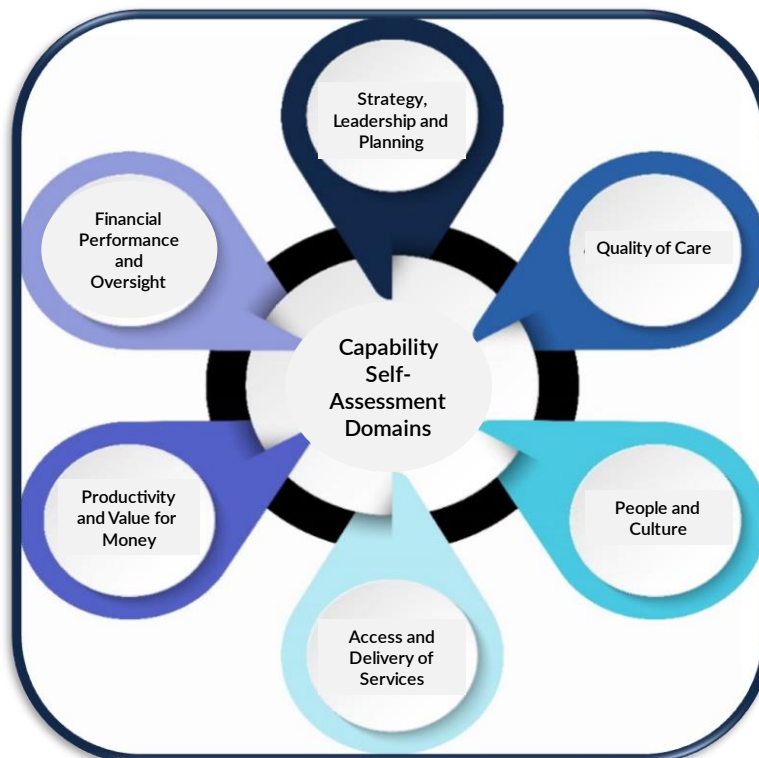 Strategy,
Leadership and
Planning
Financial
Performance
and
Oversight
Quality of Care
Capability
Self-
Assessment
Domains
Productivity
and Value for
Money
People and
Culture
Access and
Delivery of
Services